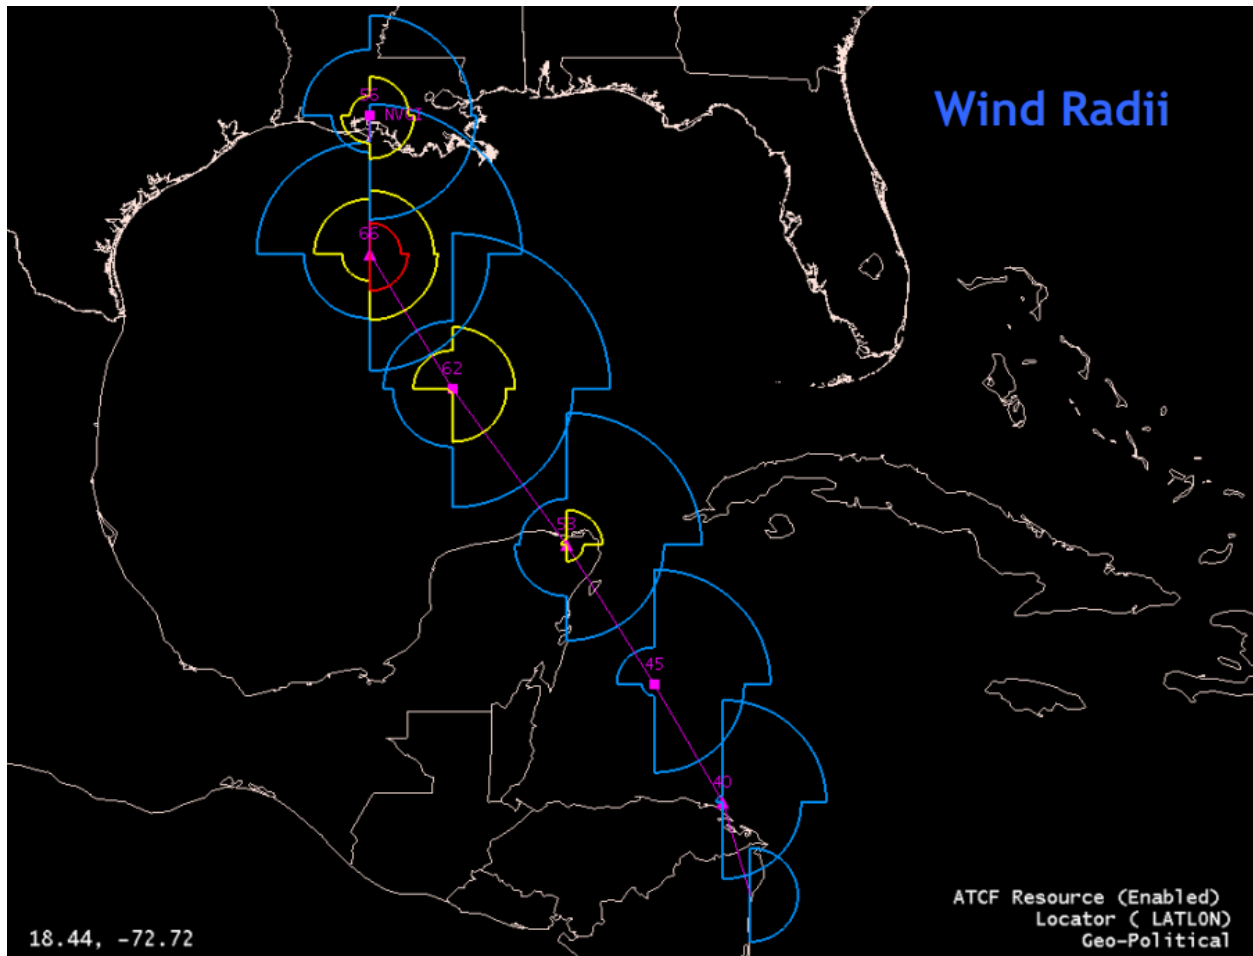 55
NVGI
Wind Radii
66
62
53
45
40
ATCF Resource (Enabled)
Locator ( LATLON)
18.44, -72.72
Geo-Political